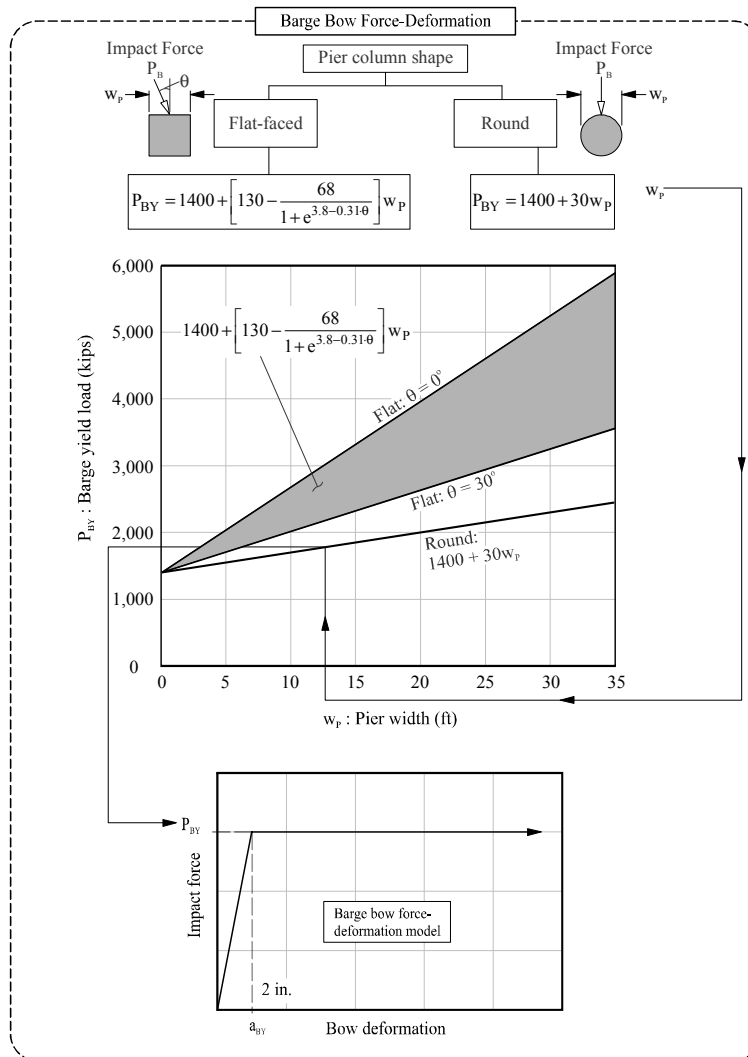 Barge Bow Force-Deformation
Impact Force
P_B
θ
w_P
Pier column shape
Flat-faced
Round
Impact Force
P_B
w_P
P_BY = 1400 + [130 − 68 / (1 + e^(3.8−0.31·θ))] w_P
P_BY = 1400 + 30w_P
w_P
6,000
5,000
4,000
3,000
2,000
1,000
0
P_BY : Barge yield load (kips)
1400 + [130 − 68 / (1 + e^(3.8−0.31·θ))] w_P
Flat: θ = 0°
Flat: θ = 30°
Round:
1400 + 30w_P
0 5 10 15 20 25 30 35
w_P : Pier width (ft)
P_BY
Impact force
Barge bow force-
deformation model
2 in.
a_BY
Bow deformation